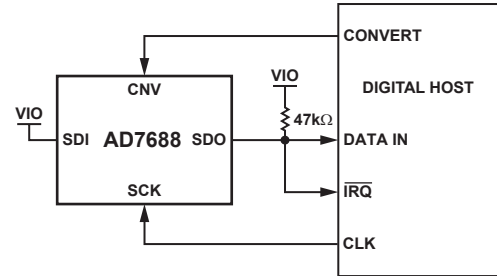 CONVERT
VIO
DIGITAL HOST
CNV
VIO
47kΩ
SDI AD7688 SDO
DATA IN
SCK
IRQ
CLK